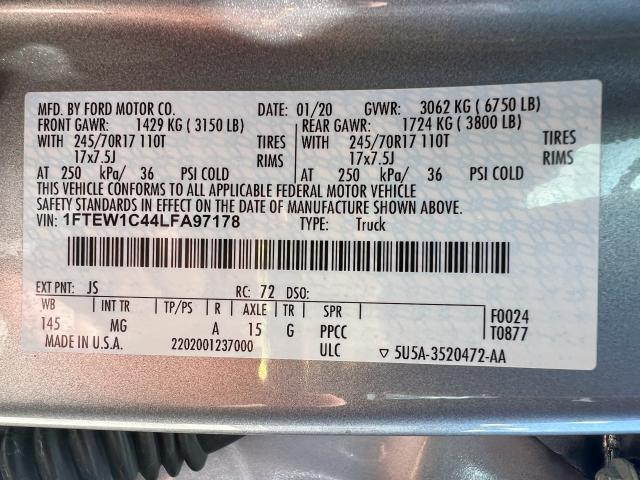 MFD. BY FORD MOTOR CO. DATE: 01/20 GVWR: 3062 KG ( 6750 LB)
FRONT GAWR: 1429 KG ( 3150 LB) REAR GAWR: 1724 KG ( 3800 LB)
WITH 245/70R17 110T TIRES WITH 245/70R17 110T TIRES
17x7.5J RIMS 17x7.5J RIMS
AT 250 kPa/ 36 PSI COLD AT 250 kPa/ 36 PSI COLD
THIS VEHICLE CONFORMS TO ALL APPLICABLE FEDERAL MOTOR VEHICLE
SAFETY STANDARDS IN EFFECT ON THE DATE OF MANUFACTURE SHOWN ABOVE.
VIN: 1FTEW1C44LFA97178 TYPE: Truck
EXT PNT: JS RC: 72 DSO:
WB INT TR TP/PS R AXLE TR SPR F0024
145 MG A 15 G PPCC T0877
MADE IN U.S.A. 2202001237000 ULC ▽ 5U5A-3520472-AA